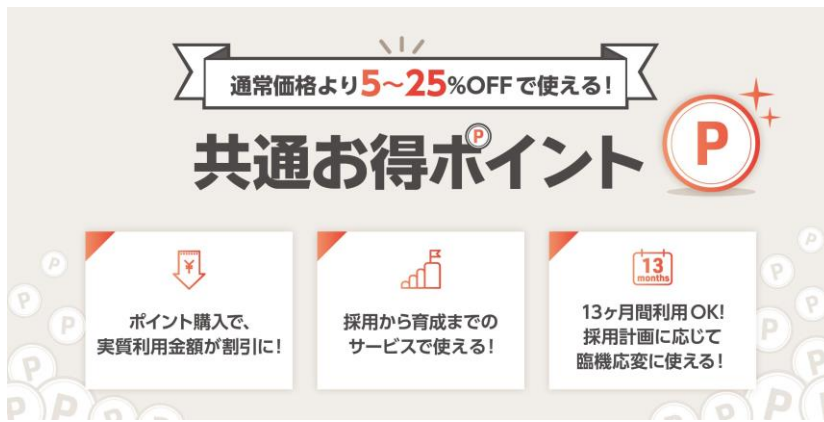 通常価格より5～25%OFFで使える!
共通お得ポイント
P
P
ポイント購入で、
実質利用金額が割引に!
採用から育成までの
サービスで使える!
13
months
13ヶ月間利用OK!
採用計画に応じて
臨機応変に使える!
¥
P
P
P
P
P
P
P
P
P
P
P
P
P